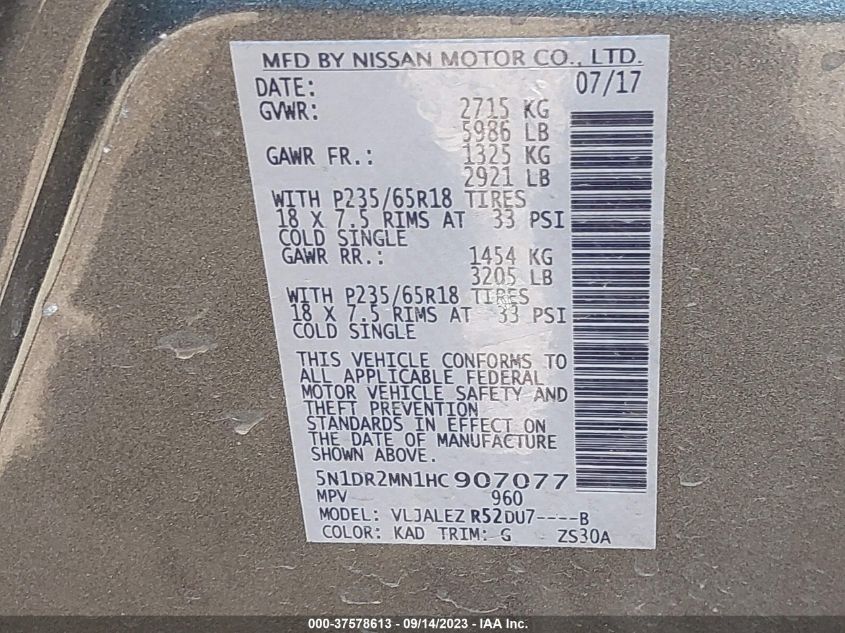 MFD BY NISSAN MOTOR CO., LTD.
DATE: 07/17
GVWR: 2715 KG
5986 LB
GAWR FR.: 1325 KG
2921 LB
WITH P235/65R18 TIRES
18 X 7.5 RIMS AT 33 PSI
COLD SINGLE
GAWR RR.: 1454 KG
3205 LB
WITH P235/65R18 TIRES
18 X 7.5 RIMS AT 33 PSI
COLD SINGLE
THIS VEHICLE CONFORMS TO
ALL APPLICABLE FEDERAL
MOTOR VEHICLE SAFETY AND
THEFT PREVENTION
STANDARDS IN EFFECT ON
THE DATE OF MANUFACTURE
SHOWN ABOVE.
5N1DR2MN1HC907077
MPV 960
MODEL: VLJALEZ R52DU7----B
COLOR: KAD TRIM: G ZS30A
000-37578613 - 09/14/2023 - IAA Inc.